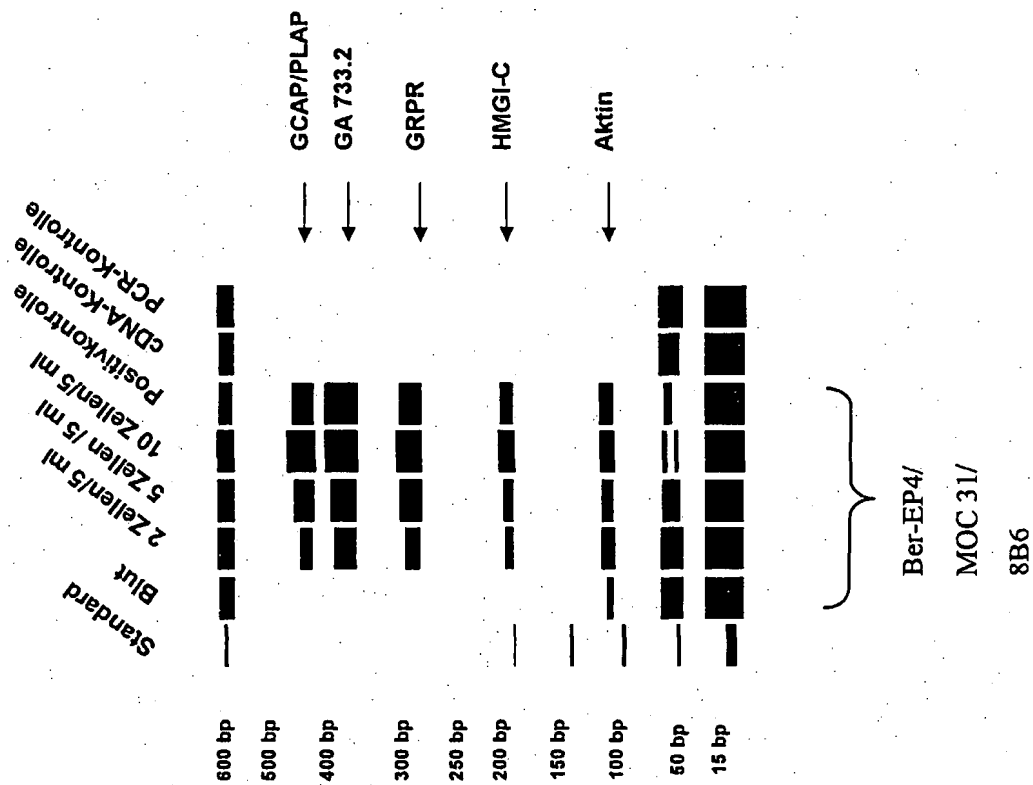 Standard
Blut
2 Zellen/5 ml
5 Zellen /5 ml
10 Zellen/5 ml
Positivkontrolle
cDNA-Kontrolle
PCR-Kontrolle
600 bp
500 bp
400 bp
300 bp
250 bp
200 bp
150 bp
100 bp
50 bp
15 bp
GCAP/PLAP
GA 733.2
GRPR
HMGI-C
Aktin
Ber-EP4/
MOC 31/
8B6